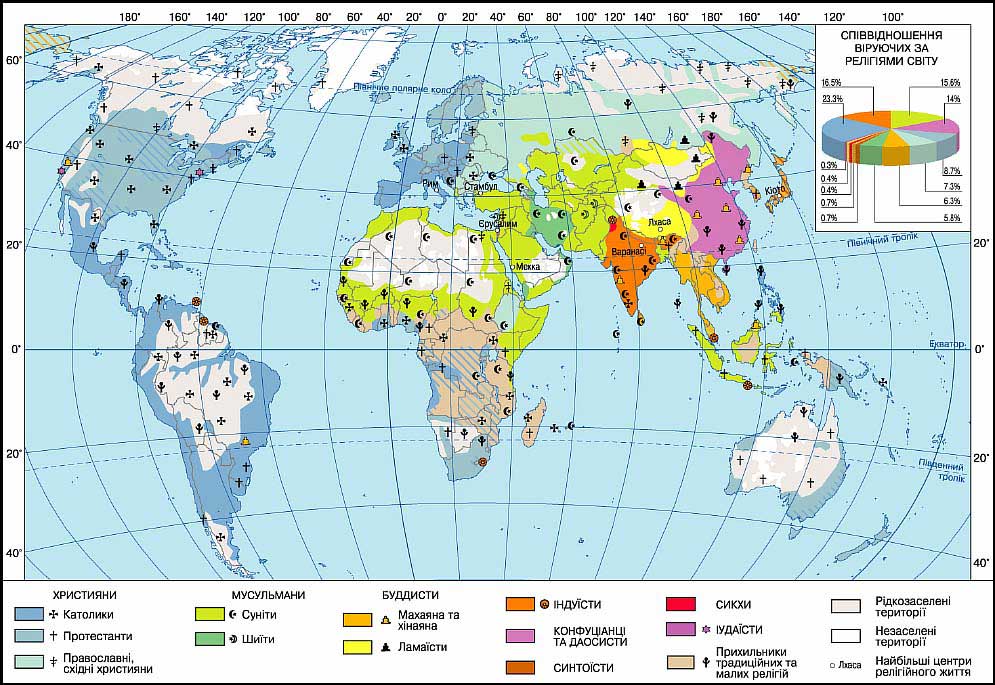 180° 160° 140° 120° 100° 80° 60° 40° 20° 0° 20° 40° 60° 80° 100° 120° 140° 160° 180° 160° 140° 120° 100°
60°
40°
20°
0°
20°
40°
20°
0°
20°
40°
СПІВВІДНОШЕННЯ
ВІРУЮЧИХ ЗА
РЕЛІГІЯМИ СВІТУ
16.5%
23.3%
15.6%
14%
0.3%
0.4%
0.4%
0.7%
0.7%
8.7%
7.3%
6.3%
5.8%
Північне полярне коло
Рим
Стамбул
Єрусалим
Мекка
Лхаса
Варанасі
Кіото
Північний тропік
Екватор
Південний
тропік
ХРИСТИЯНИ
Католики
Протестанти
Православні,
східні християни
МУСУЛЬМАНИ
Суніти
Шиїти
БУДДИСТИ
Махаяна та
хінаяна
Ламаїсти
ІНДУЇСТИ
КОНФУЦІАНЦІ
ТА ДАОСИСТИ
СИНТОЇСТИ
СИКХИ
ІУДАЇСТИ
Прихильники
традиційних та
малих релігій
Рідкозаселені
території
Незаселені
території
Лхаса Найбільші центри
релігійного життя